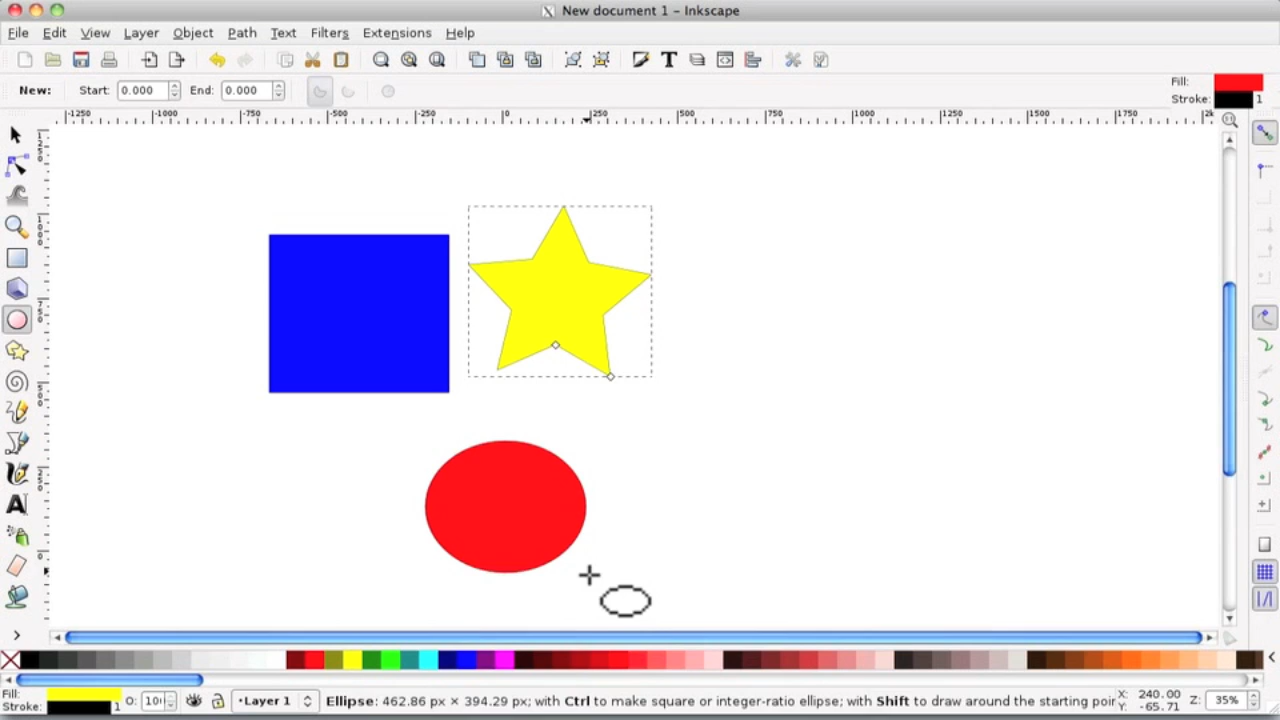 New document 1 - Inkscape
File Edit View Layer Object Path Text Filters Extensions Help
New: Start: 0.000 End: 0.000
Fill:
Stroke: 1
-1250 -1000 -750 -500 -250 0 250 500 750 1000 1250 1500 1750
Fill:
Stroke: 1
O: 10
•Layer 1
Ellipse: 462.86 px × 394.29 px; with Ctrl to make square or integer-ratio ellipse; with Shift to draw around the starting poin
X: 240.00
Y: -65.71
Z: 35%